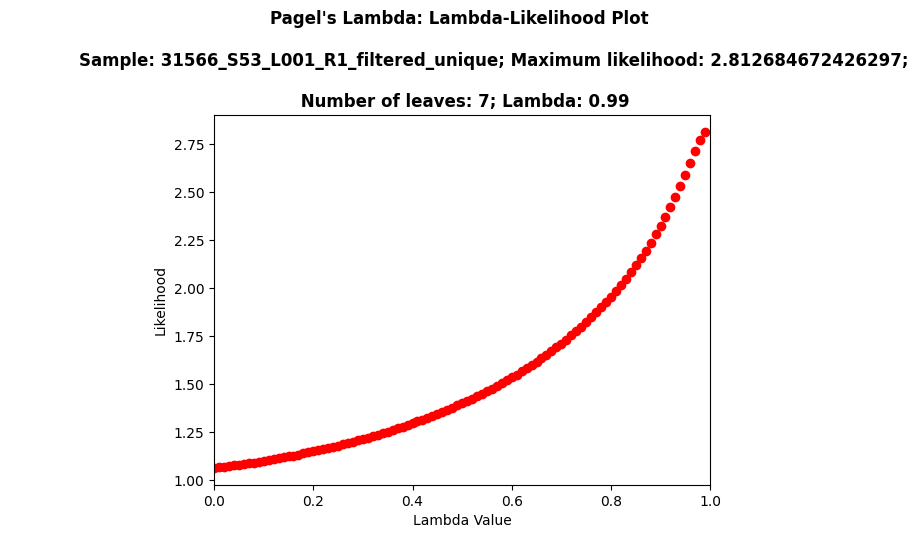 Pagel's Lambda: Lambda-Likelihood Plot
Sample: 31566_S53_L001_R1_filtered_unique; Maximum likelihood: 2.812684672426297;
Number of leaves: 7; Lambda: 0.99
2.75
2.50
2.25
2.00
1.75
1.50
1.25
1.00
Likelihood
0.0 0.2 0.4 0.6 0.8 1.0
Lambda Value